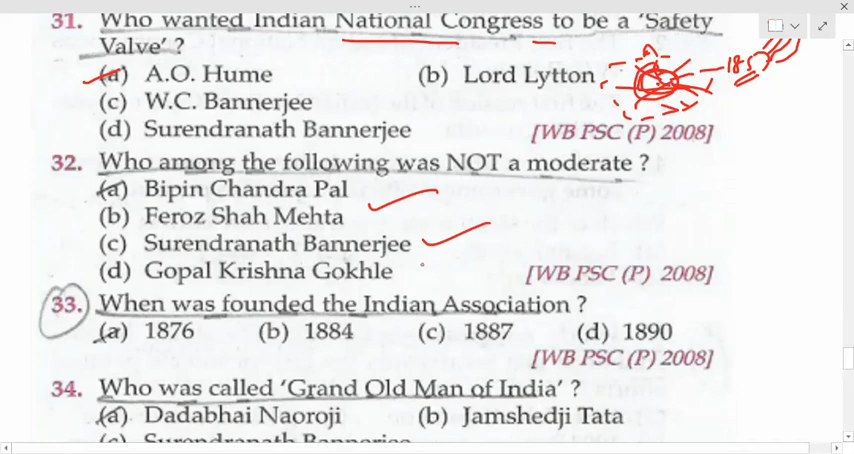 31. Who wanted Indian National Congress to be a 'Safety
Valve' ?
(a) A.O. Hume (b) Lord Lytton
(c) W.C. Bannerjee
(d) Surendranath Bannerjee
[WB PSC (P) 2008]
32. Who among the following was NOT a moderate ?
(a) Bipin Chandra Pal
(b) Feroz Shah Mehta
(c) Surendranath Bannerjee
(d) Gopal Krishna Gokhle [WB PSC (P) 2008]
33. When was founded the Indian Association ?
(a) 1876 (b) 1884 (c) 1887 (d) 1890
[WB PSC (P) 2008]
34. Who was called 'Grand Old Man of India' ?
(a) Dadabhai Naoroji (b) Jamshedji Tata
(c) Surendranath Bannerjee